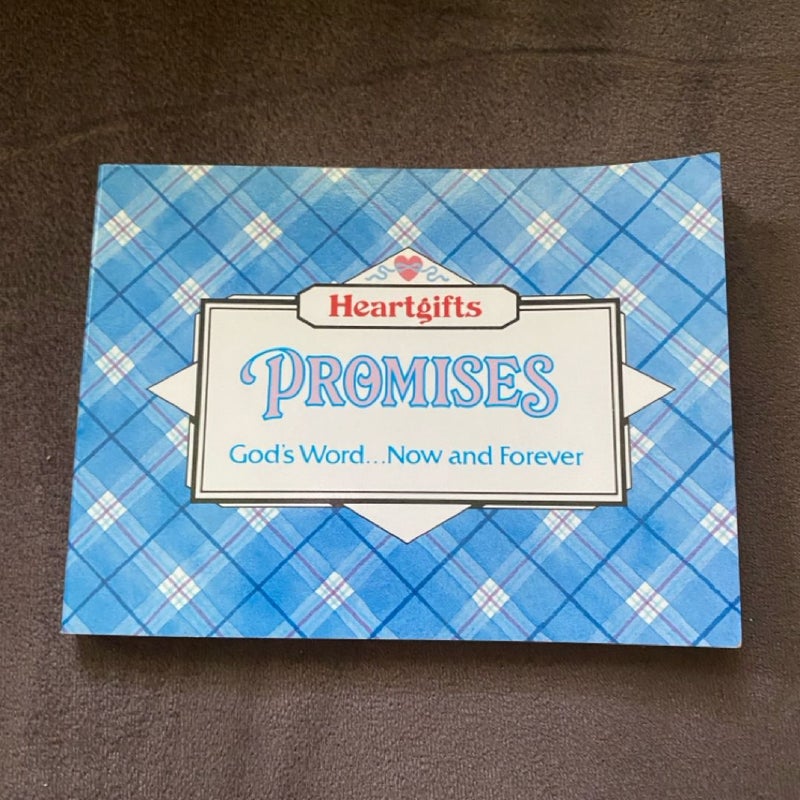 Heartgifts
PROMISES
God's Word...Now and Forever